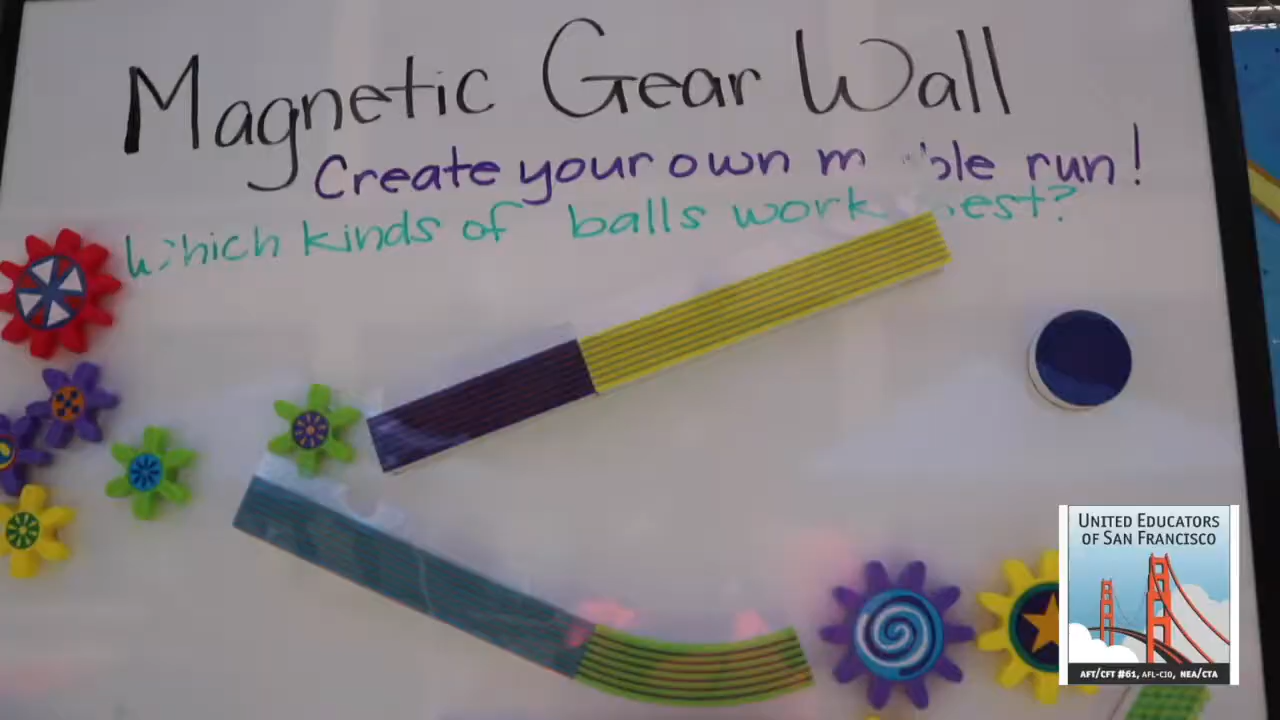 Magnetic Gear Wall
Create your own run!
which kinds of balls work
UNITED EDUCATORS
OF SAN FRANCISCO
AFT/CFT #61, AFL-CIO, NEA/CTA